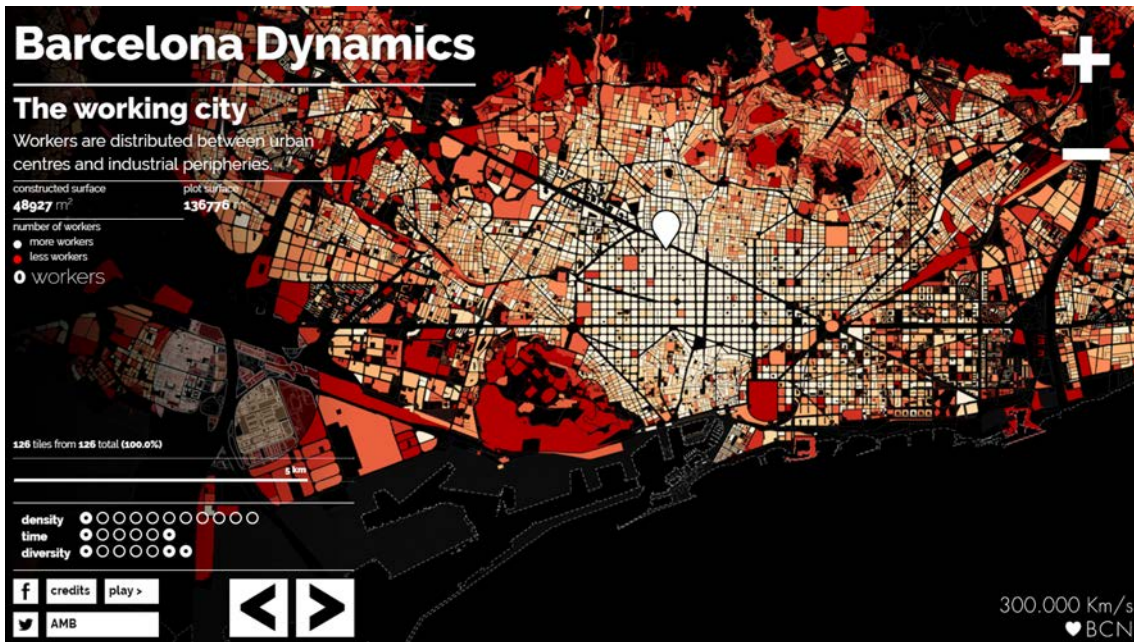 Barcelona Dynamics
The working city
Workers are distributed between urban
centres and industrial peripheries.
constructed surface
48927 m²
plot surface
136776
number of workers
more workers
less workers
0 workers
126 tiles from 126 total (100.0%)
5 km
density
time
diversity
f
credits
play >
AMB
< >
+
−
300.000 Km/s
BCN